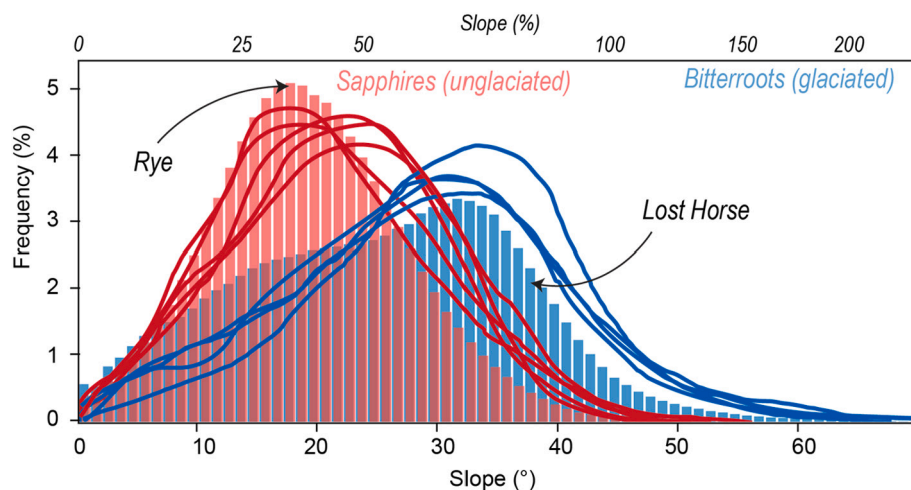 Slope (%)
0 25 50 100 150 200
Sapphires (unglaciated) Bitterroots (glaciated)
Rye
Lost Horse
Frequency (%)
5
4
3
2
1
0
0 10 20 30 40 50 60
Slope (°)